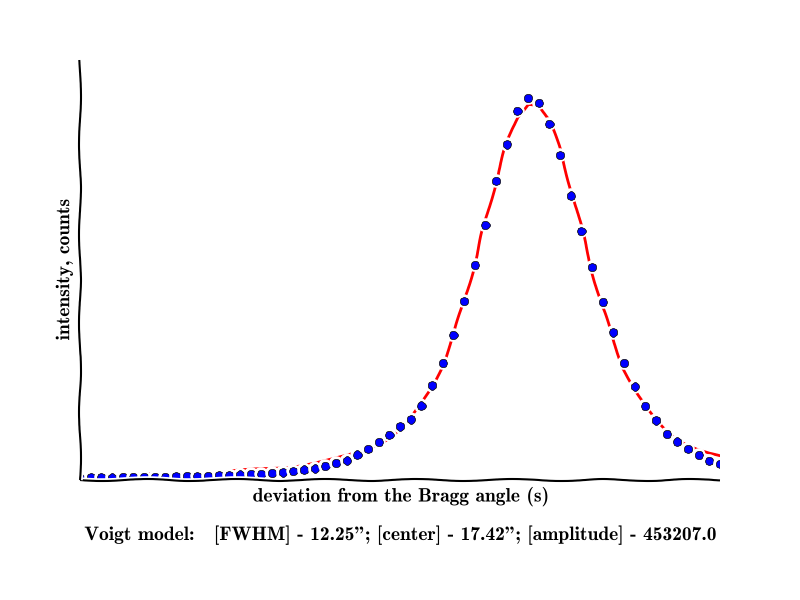 intensity, counts
deviation from the Bragg angle (s)
Voigt model: [FWHM] - 12.25”; [center] - 17.42”; [amplitude] - 453207.0